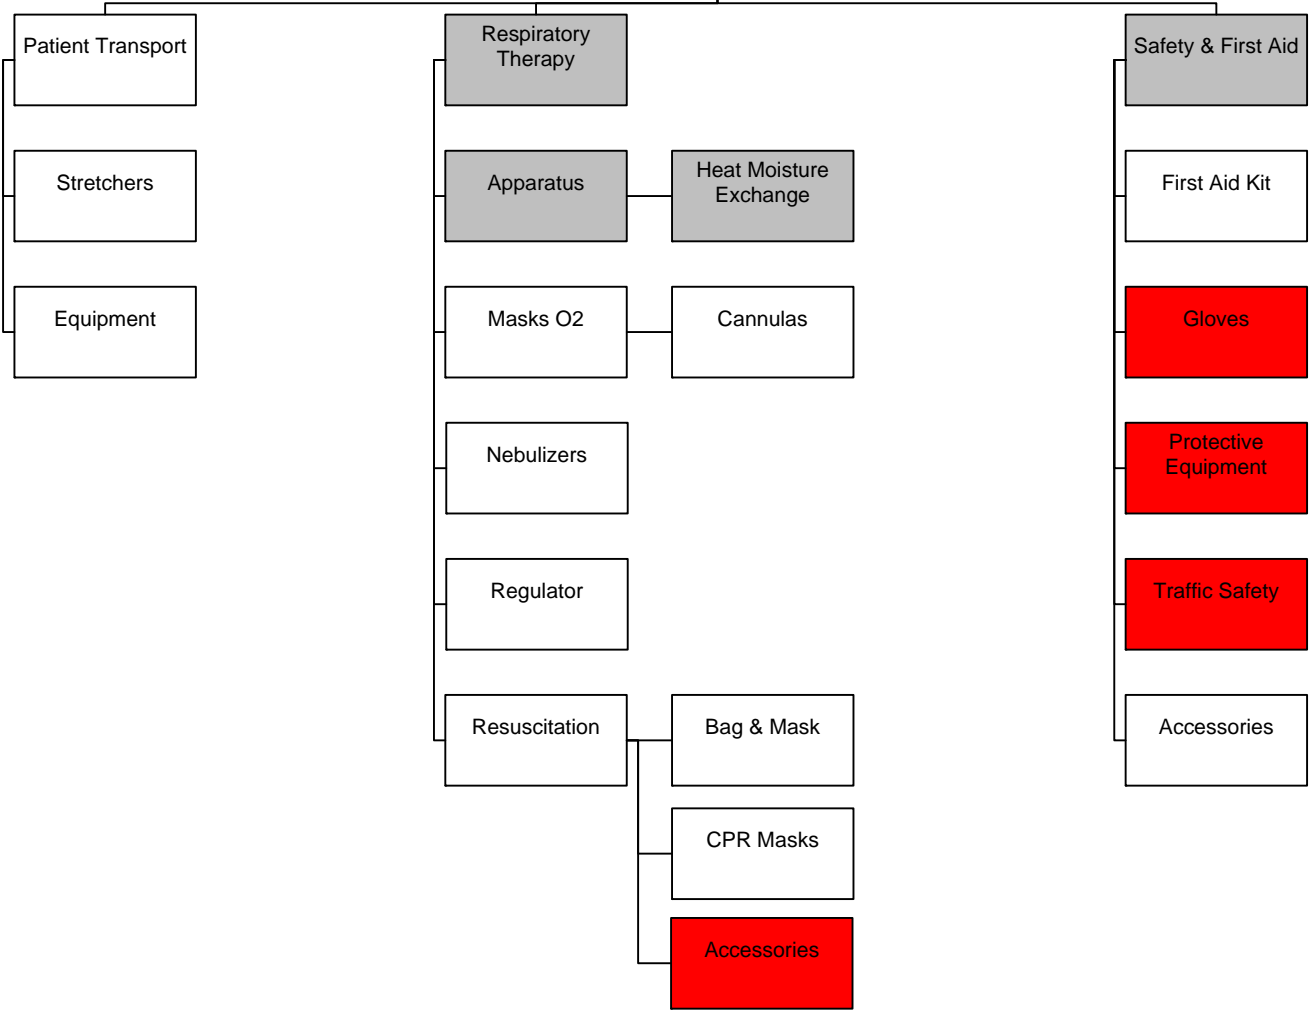 Patient Transport
Respiratory
Therapy
Safety & First Aid
Stretchers
Apparatus
Heat Moisture
Exchange
First Aid Kit
Equipment
Masks O2
Cannulas
Gloves
Nebulizers
Protective
Equipment
Regulator
Traffic Safety
Resuscitation
Bag & Mask
Accessories
CPR Masks
Accessories